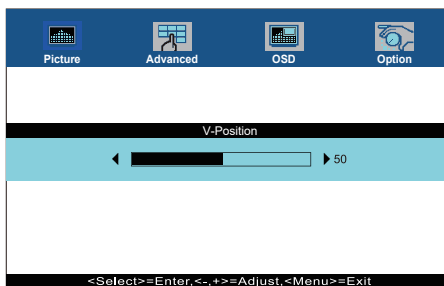 Picture Advanced OSD Option
V-Position
50
<Select>=Enter,<-,+>=Adjust,<Menu>=Exit